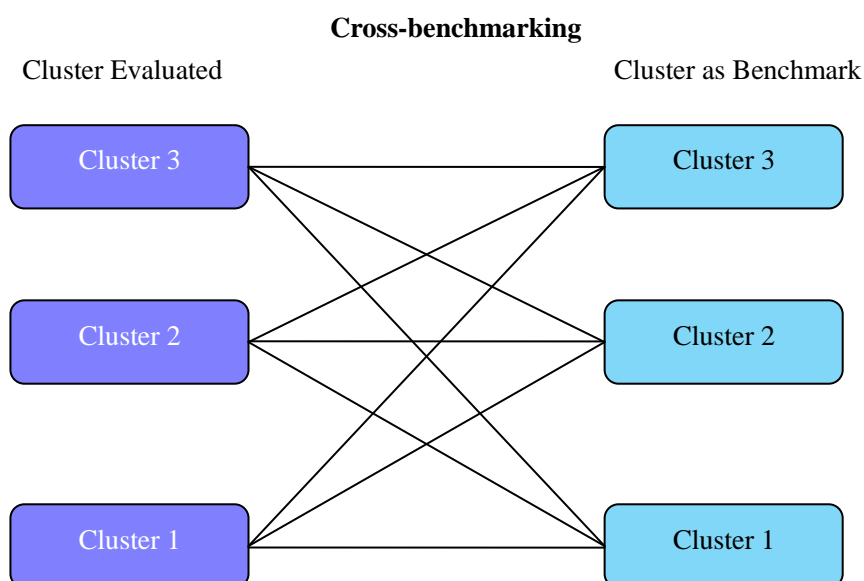 Cross-benchmarking
Cluster Evaluated
Cluster as Benchmark
Cluster 3
Cluster 3
Cluster 2
Cluster 2
Cluster 1
Cluster 1